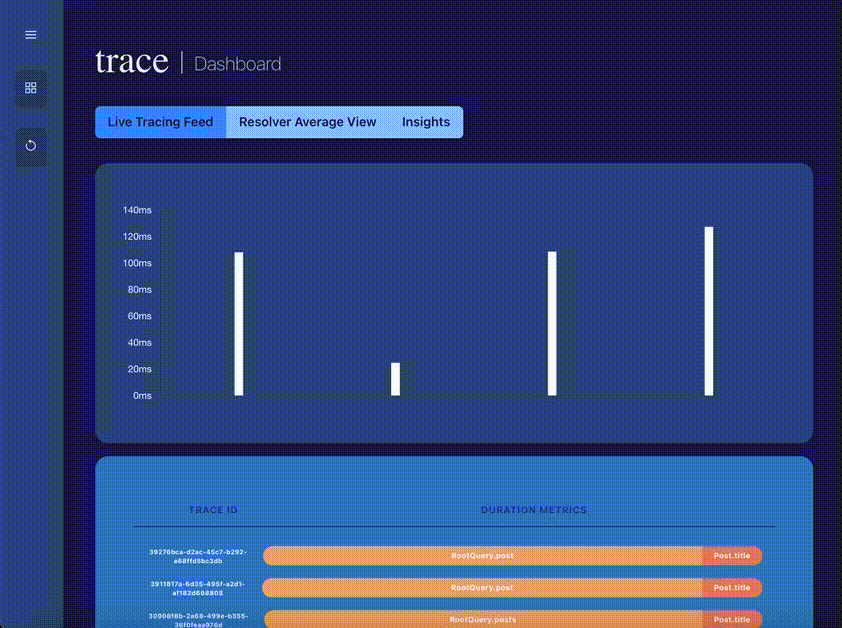 trace | Dashboard
Live Tracing Feed Resolver Average View Insights
140ms
120ms
100ms
80ms
60ms
40ms
20ms
0ms
TRACE ID DURATION METRICS
39276bca-d2ac-45c7-b292-
e68ffd5bc3db
RootQuery.post Post.title
3911817a-6d35-495f-a2d1-
af182d698808
RootQuery.post Post.title
30908f8b-2a68-499e-b355-
36f0feaa976d
RootQuery.posts Post.title